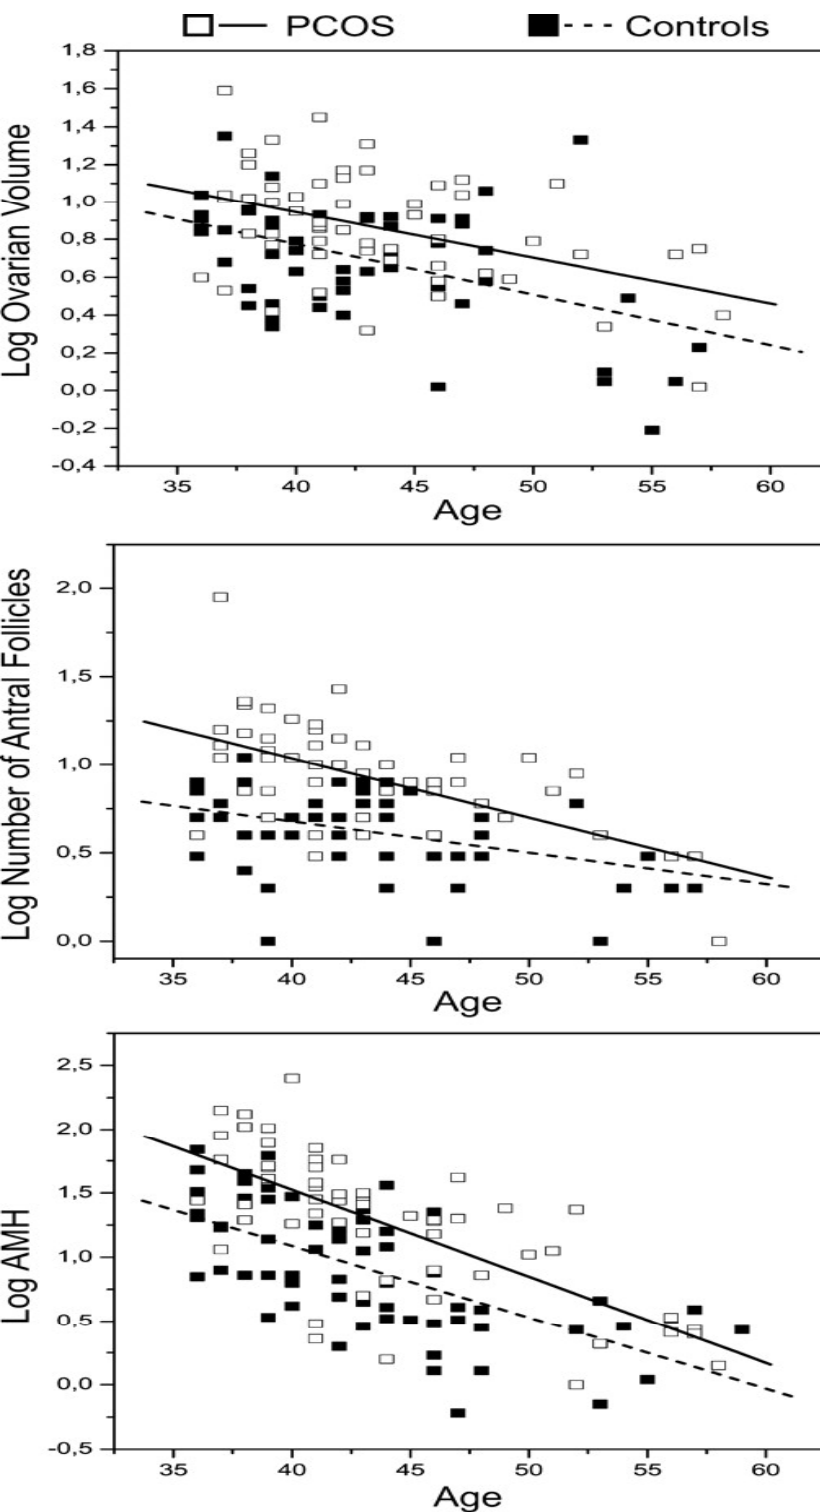 PCOS Controls
1,8
1,6
1,4
1,2
1,0
0,8
0,6
0,4
0,2
0,0
-0,2
-0,4
Log Ovarian Volume
35 40 45 50 55 60
Age
2,0
1,5
1,0
0,5
0,0
Log Number of Antral Follicles
35 40 45 50 55 60
Age
2,5
2,0
1,5
1,0
0,5
0,0
-0,5
Log AMH
35 40 45 50 55 60
Age